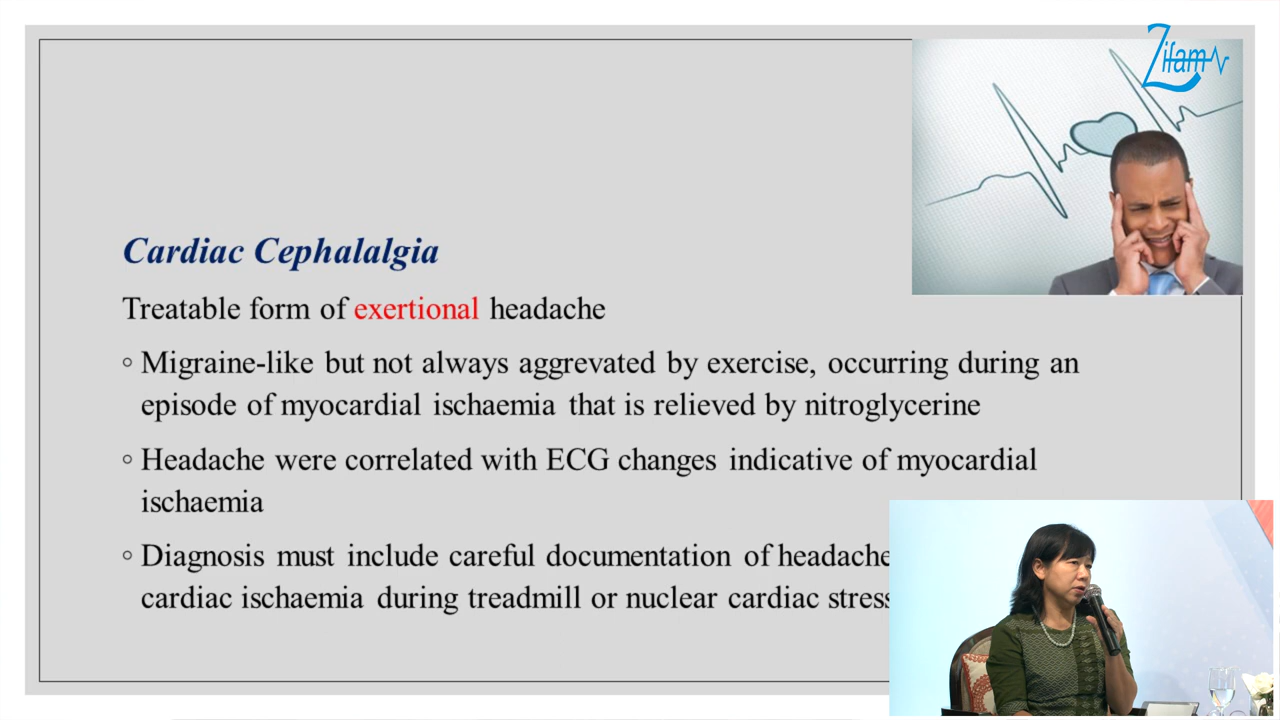 Zifam
Cardiac Cephalalgia
Treatable form of exertional headache
◦ Migraine-like but not always aggrevated by exercise, occurring during an
episode of myocardial ischaemia that is relieved by nitroglycerine
◦ Headache were correlated with ECG changes indicative of myocardial
ischaemia
◦ Diagnosis must include careful documentation of headache
cardiac ischaemia during treadmill or nuclear cardiac stress